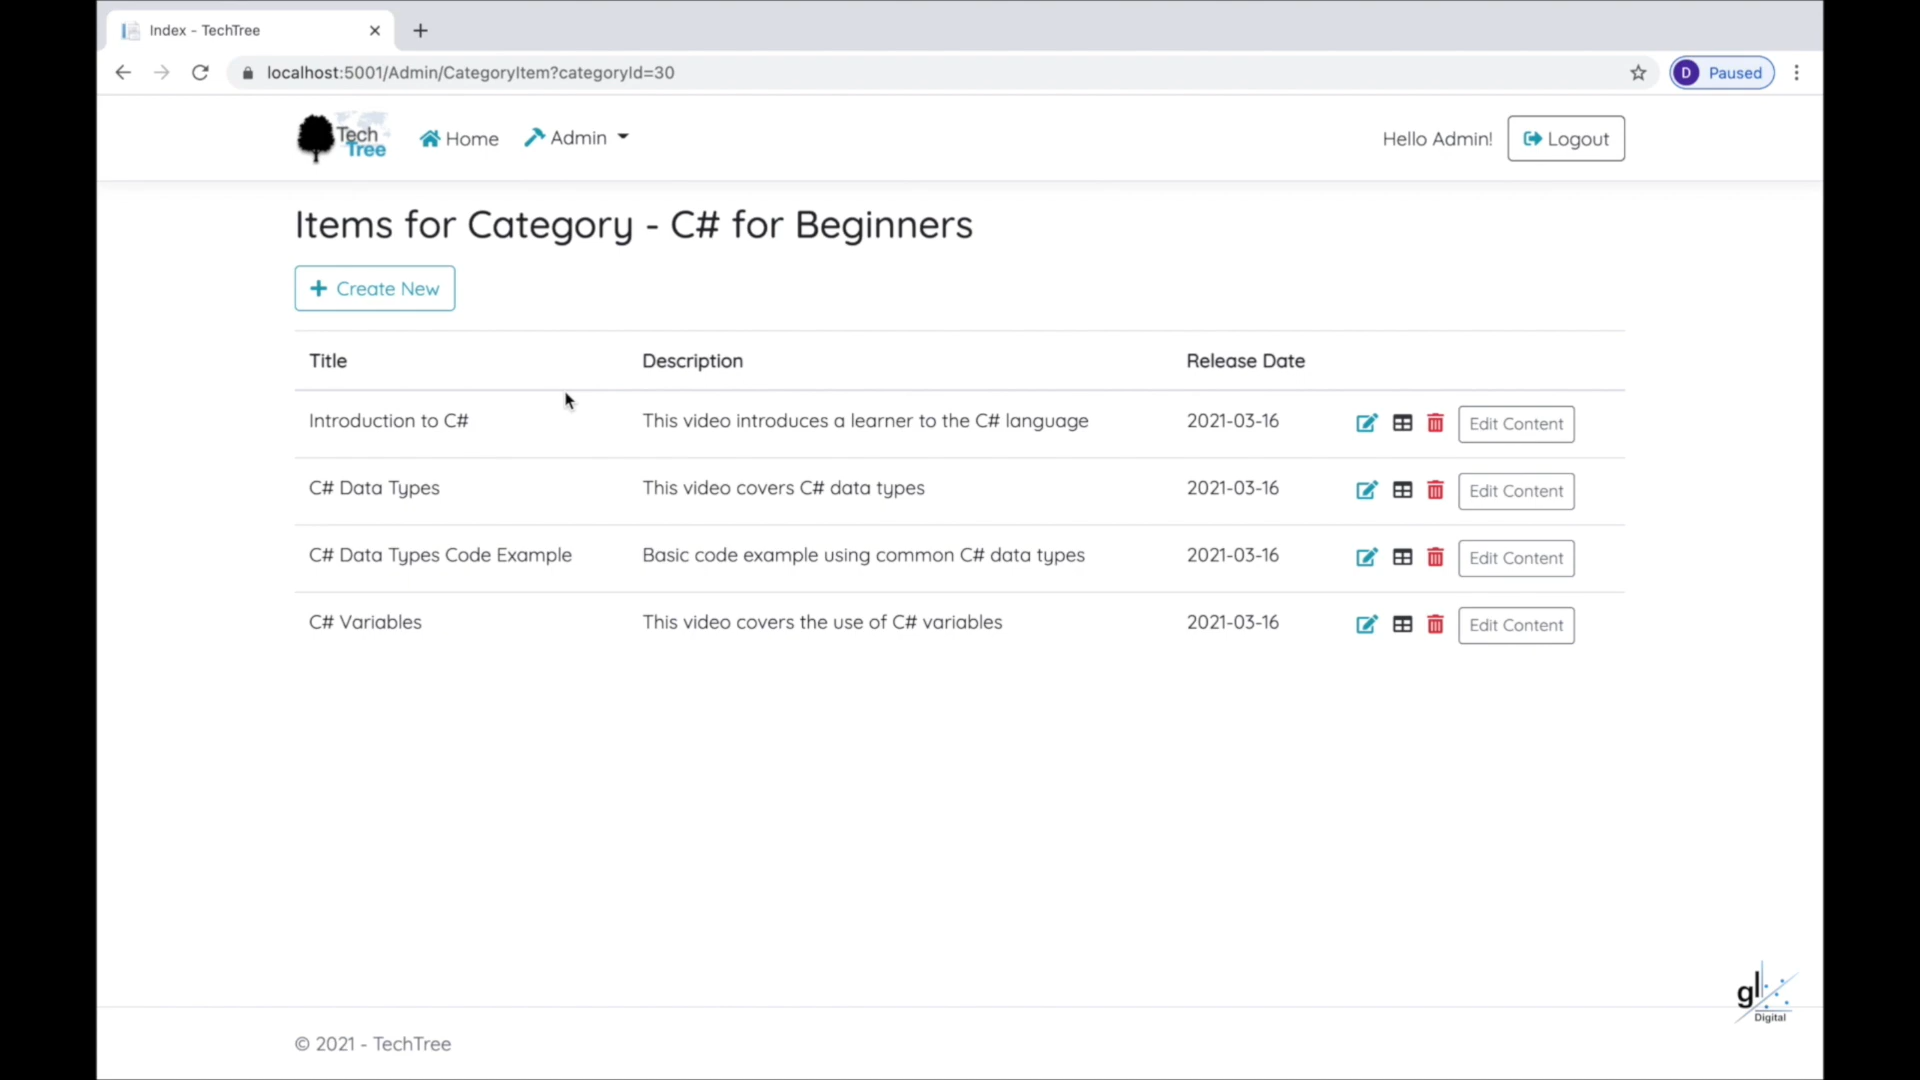 Index - TechTree
localhost:5001/Admin/CategoryItem?categoryId=30
D Paused
Tech
Tree
Home
Admin
Hello Admin!
Logout
Items for Category - C# for Beginners
+ Create New
Title Description Release Date
Introduction to C# This video introduces a learner to the C# language 2021-03-16 Edit Content
C# Data Types This video covers C# data types 2021-03-16 Edit Content
C# Data Types Code Example Basic code example using common C# data types 2021-03-16 Edit Content
C# Variables This video covers the use of C# variables 2021-03-16 Edit Content
gl
Digital
© 2021 - TechTree